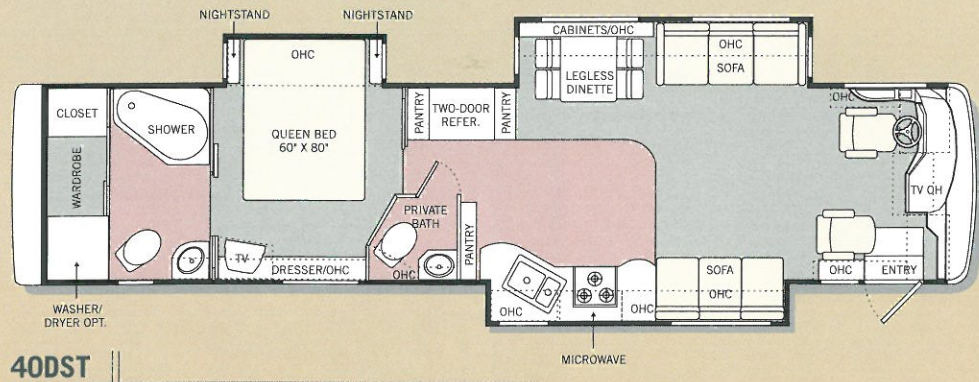 NIGHTSTAND
NIGHTSTAND
OHC
QUEEN BED
60" X 80"
CLOSET
SHOWER
WARDROBE
WASHER/
DRYER OPT.
TV
DRESSER/OHC
PANTRY
TWO-DOOR
REFER.
PANTRY
PRIVATE
BATH
OHC
PANTRY
CABINETS/OHC
LEGLESS
DINETTE
OHC
SOFA
OHC
TV OH
OHC
MICROWAVE
OHC
SOFA
OHC
OHC
ENTRY
40DST